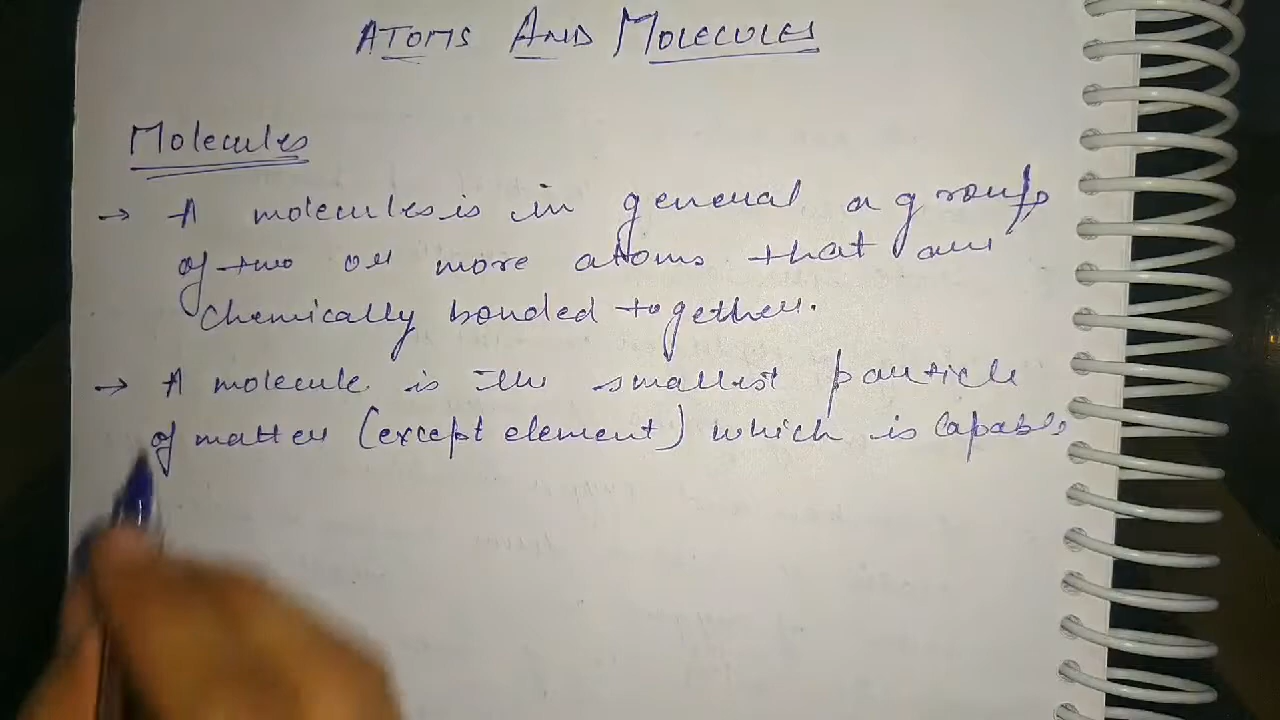 ATOMS AND MOLECULES
Molecules
→ A molecules is in general a group
of two or more atoms that are
chemically bonded together.
→ A molecule is the smallest particle
of matter (except element) which is capable